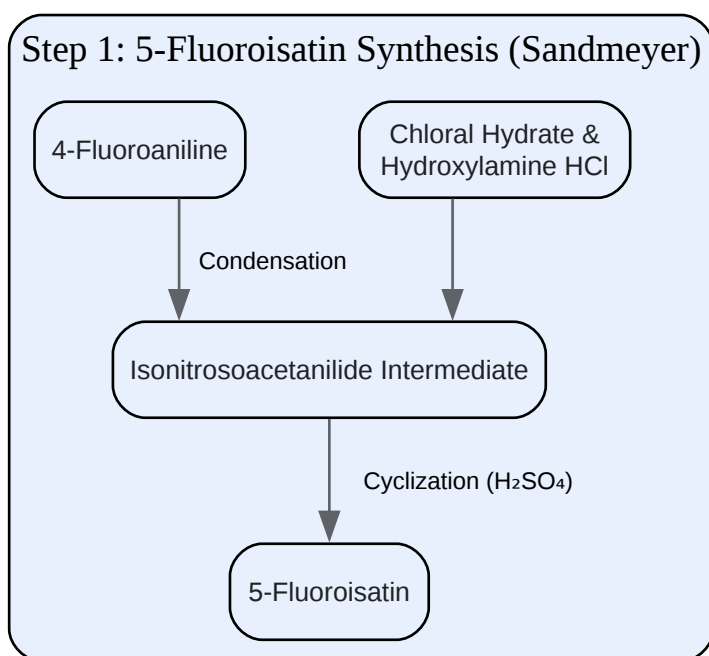 Step 1: 5-Fluoroisatin Synthesis (Sandmeyer)
4-Fluoroaniline
Chloral Hydrate &
Hydroxylamine HCl
Condensation
Isonitrosoacetanilide Intermediate
Cyclization (H₂SO₄)
5-Fluoroisatin